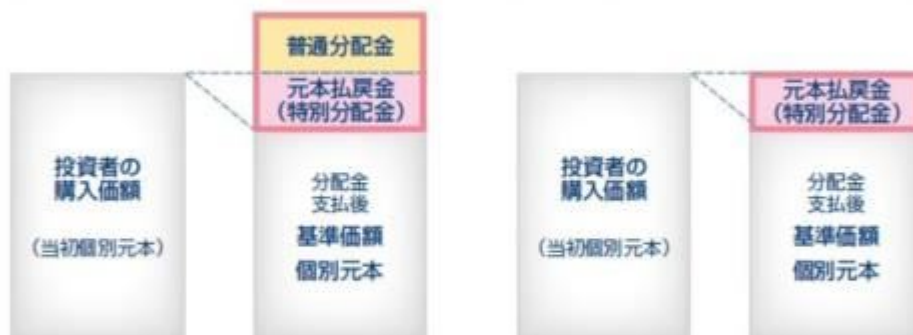 普通分配金
元本払戻金
(特別分配金)
投資者の
購入価額
(当初個別元本)
分配金
支払後
基準価額
個別元本
元本払戻金
(特別分配金)
投資者の
購入価額
(当初個別元本)
分配金
支払後
基準価額
個別元本